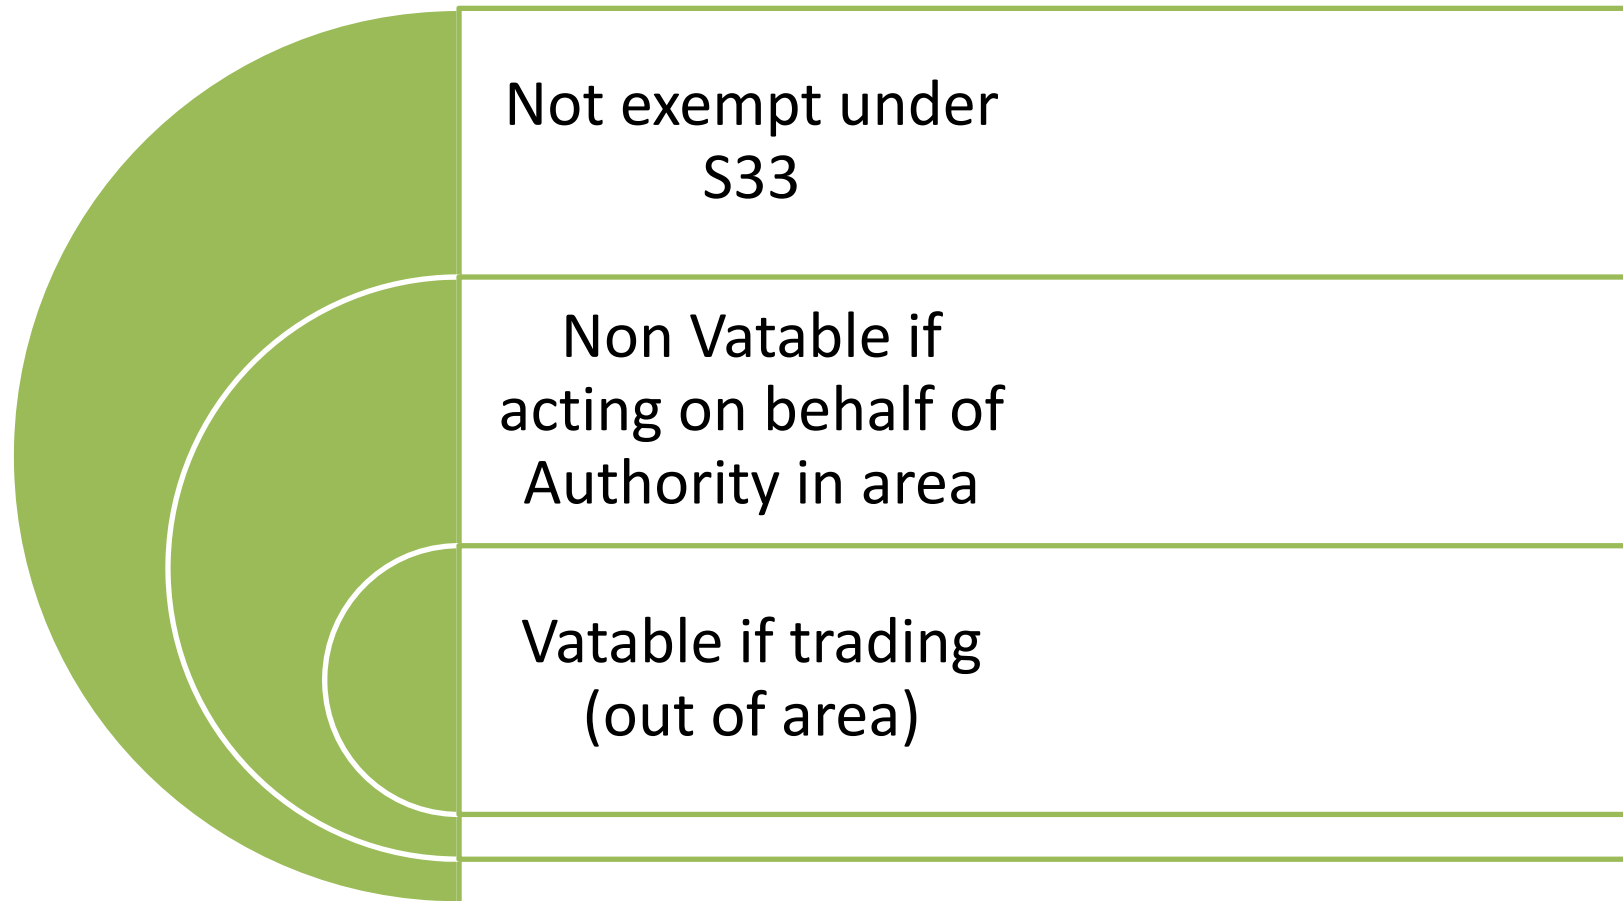 Not exempt under
S33
Non Vatable if
acting on behalf of
Authority in area
Vatable if trading
(out of area)